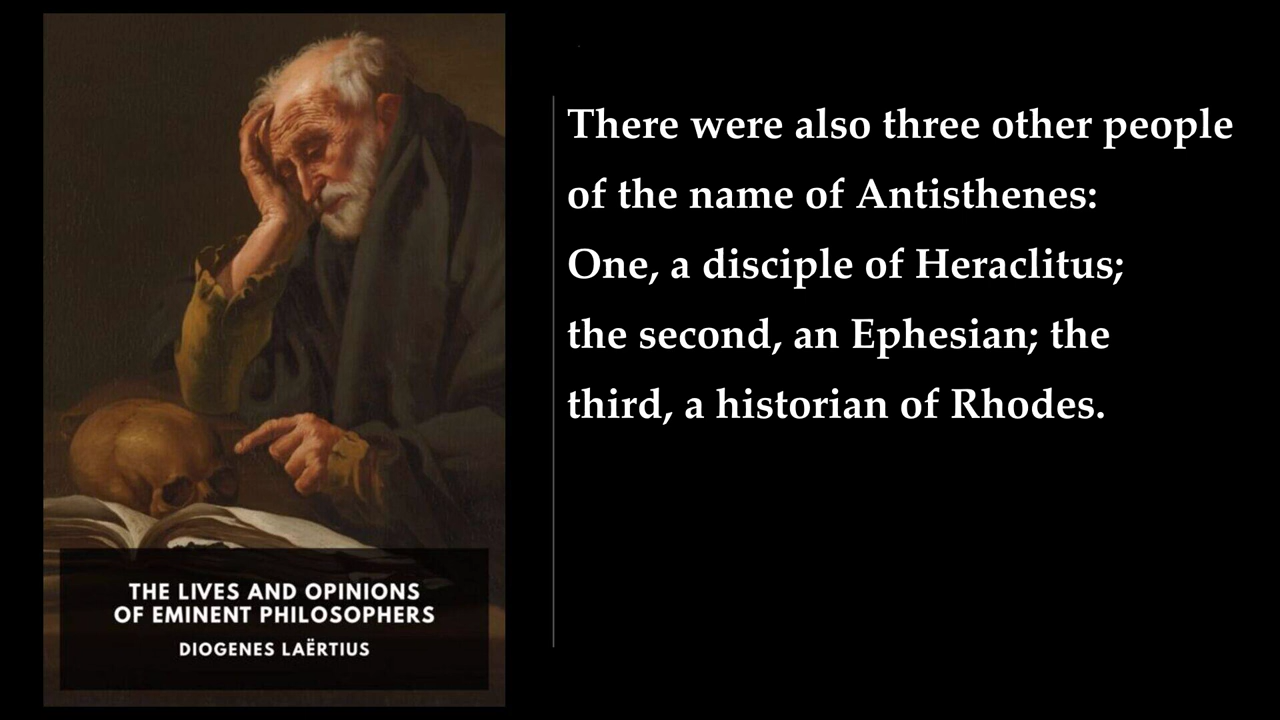 There were also three other people
of the name of Antisthenes:
One, a disciple of Heraclitus;
the second, an Ephesian; the
third, a historian of Rhodes.
THE LIVES AND OPINIONS
OF EMINENT PHILOSOPHERS
DIOGENES LAËRTIUS